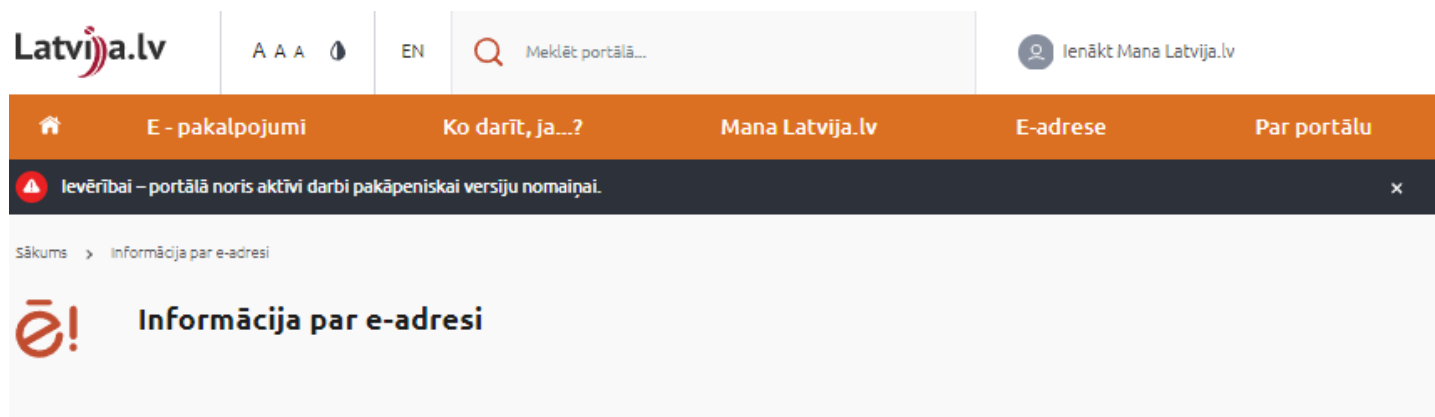 Latvija.lv
A A A
EN
Meklēt portālā...
Ienākt Mana Latvija.lv
E - pakalpojumi
Ko darīt, ja...?
Mana Latvija.lv
E-adrese
Par portālu
Ievērībai – portālā noris aktīvi darbi pakāpeniskai versiju nomaiņai.
×
Sākums > Informācija par e-adresi
ē!
Informācija par e-adresi